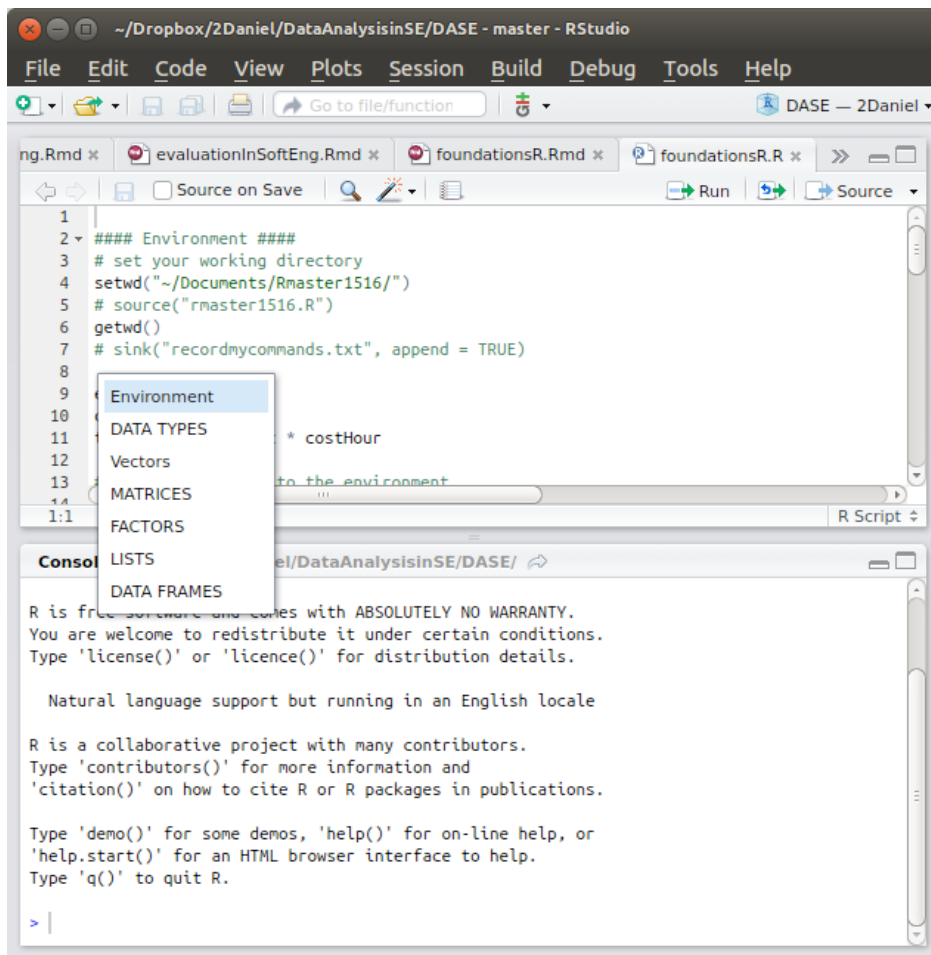 ~/Dropbox/2Daniel/DataAnalysisinSE/DASE - master - RStudio
File Edit Code View Plots Session Build Debug Tools Help
Go to file/function
DASE — 2Daniel
ng.Rmd
evaluationInSoftEng.Rmd
foundationsR.Rmd
foundationsR.R
Source on Save
Run
Source
1
2 #### Environment ####
3 # set your working directory
4 setwd("~/Documents/Rmaster1516/")
5 # source("rmaster1516.R")
6 getwd()
7 # sink("recordmycommands.txt", append = TRUE)
8
9
10
11 * costHour
12
13 to the environment
14
1:1
R Script
Environment
DATA TYPES
Vectors
MATRICES
FACTORS
LISTS
DATA FRAMES
Consol el/DataAnalysisinSE/DASE/
R is free software and comes with ABSOLUTELY NO WARRANTY.
You are welcome to redistribute it under certain conditions.
Type 'license()' or 'licence()' for distribution details.
Natural language support but running in an English locale
R is a collaborative project with many contributors.
Type 'contributors()' for more information and
'citation()' on how to cite R or R packages in publications.
Type 'demo()' for some demos, 'help()' for on-line help, or
'help.start()' for an HTML browser interface to help.
Type 'q()' to quit R.
>